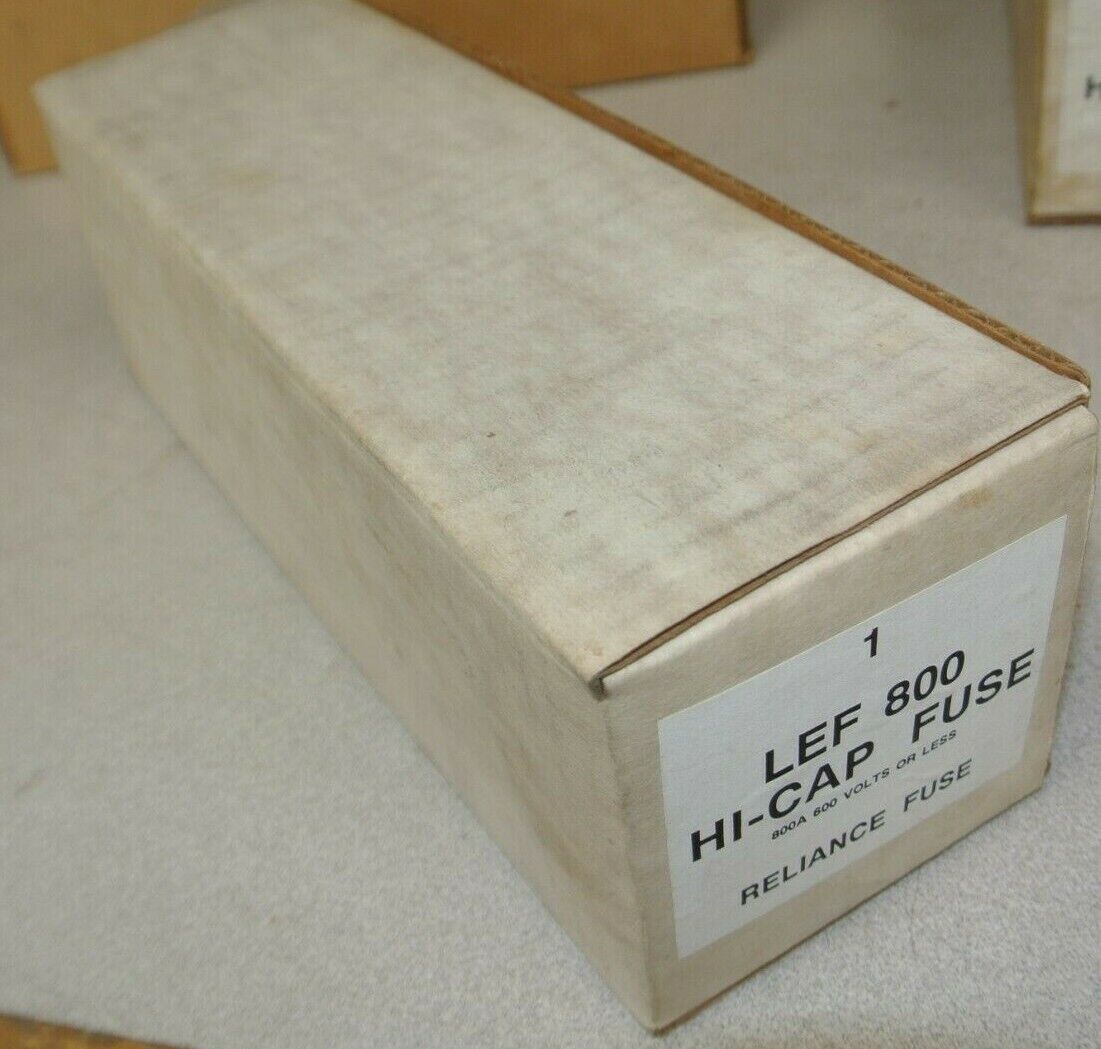 1
LEF 800
HI-CAP FUSE
800A 600 VOLTS OR LESS
RELIANCE FUSE
H